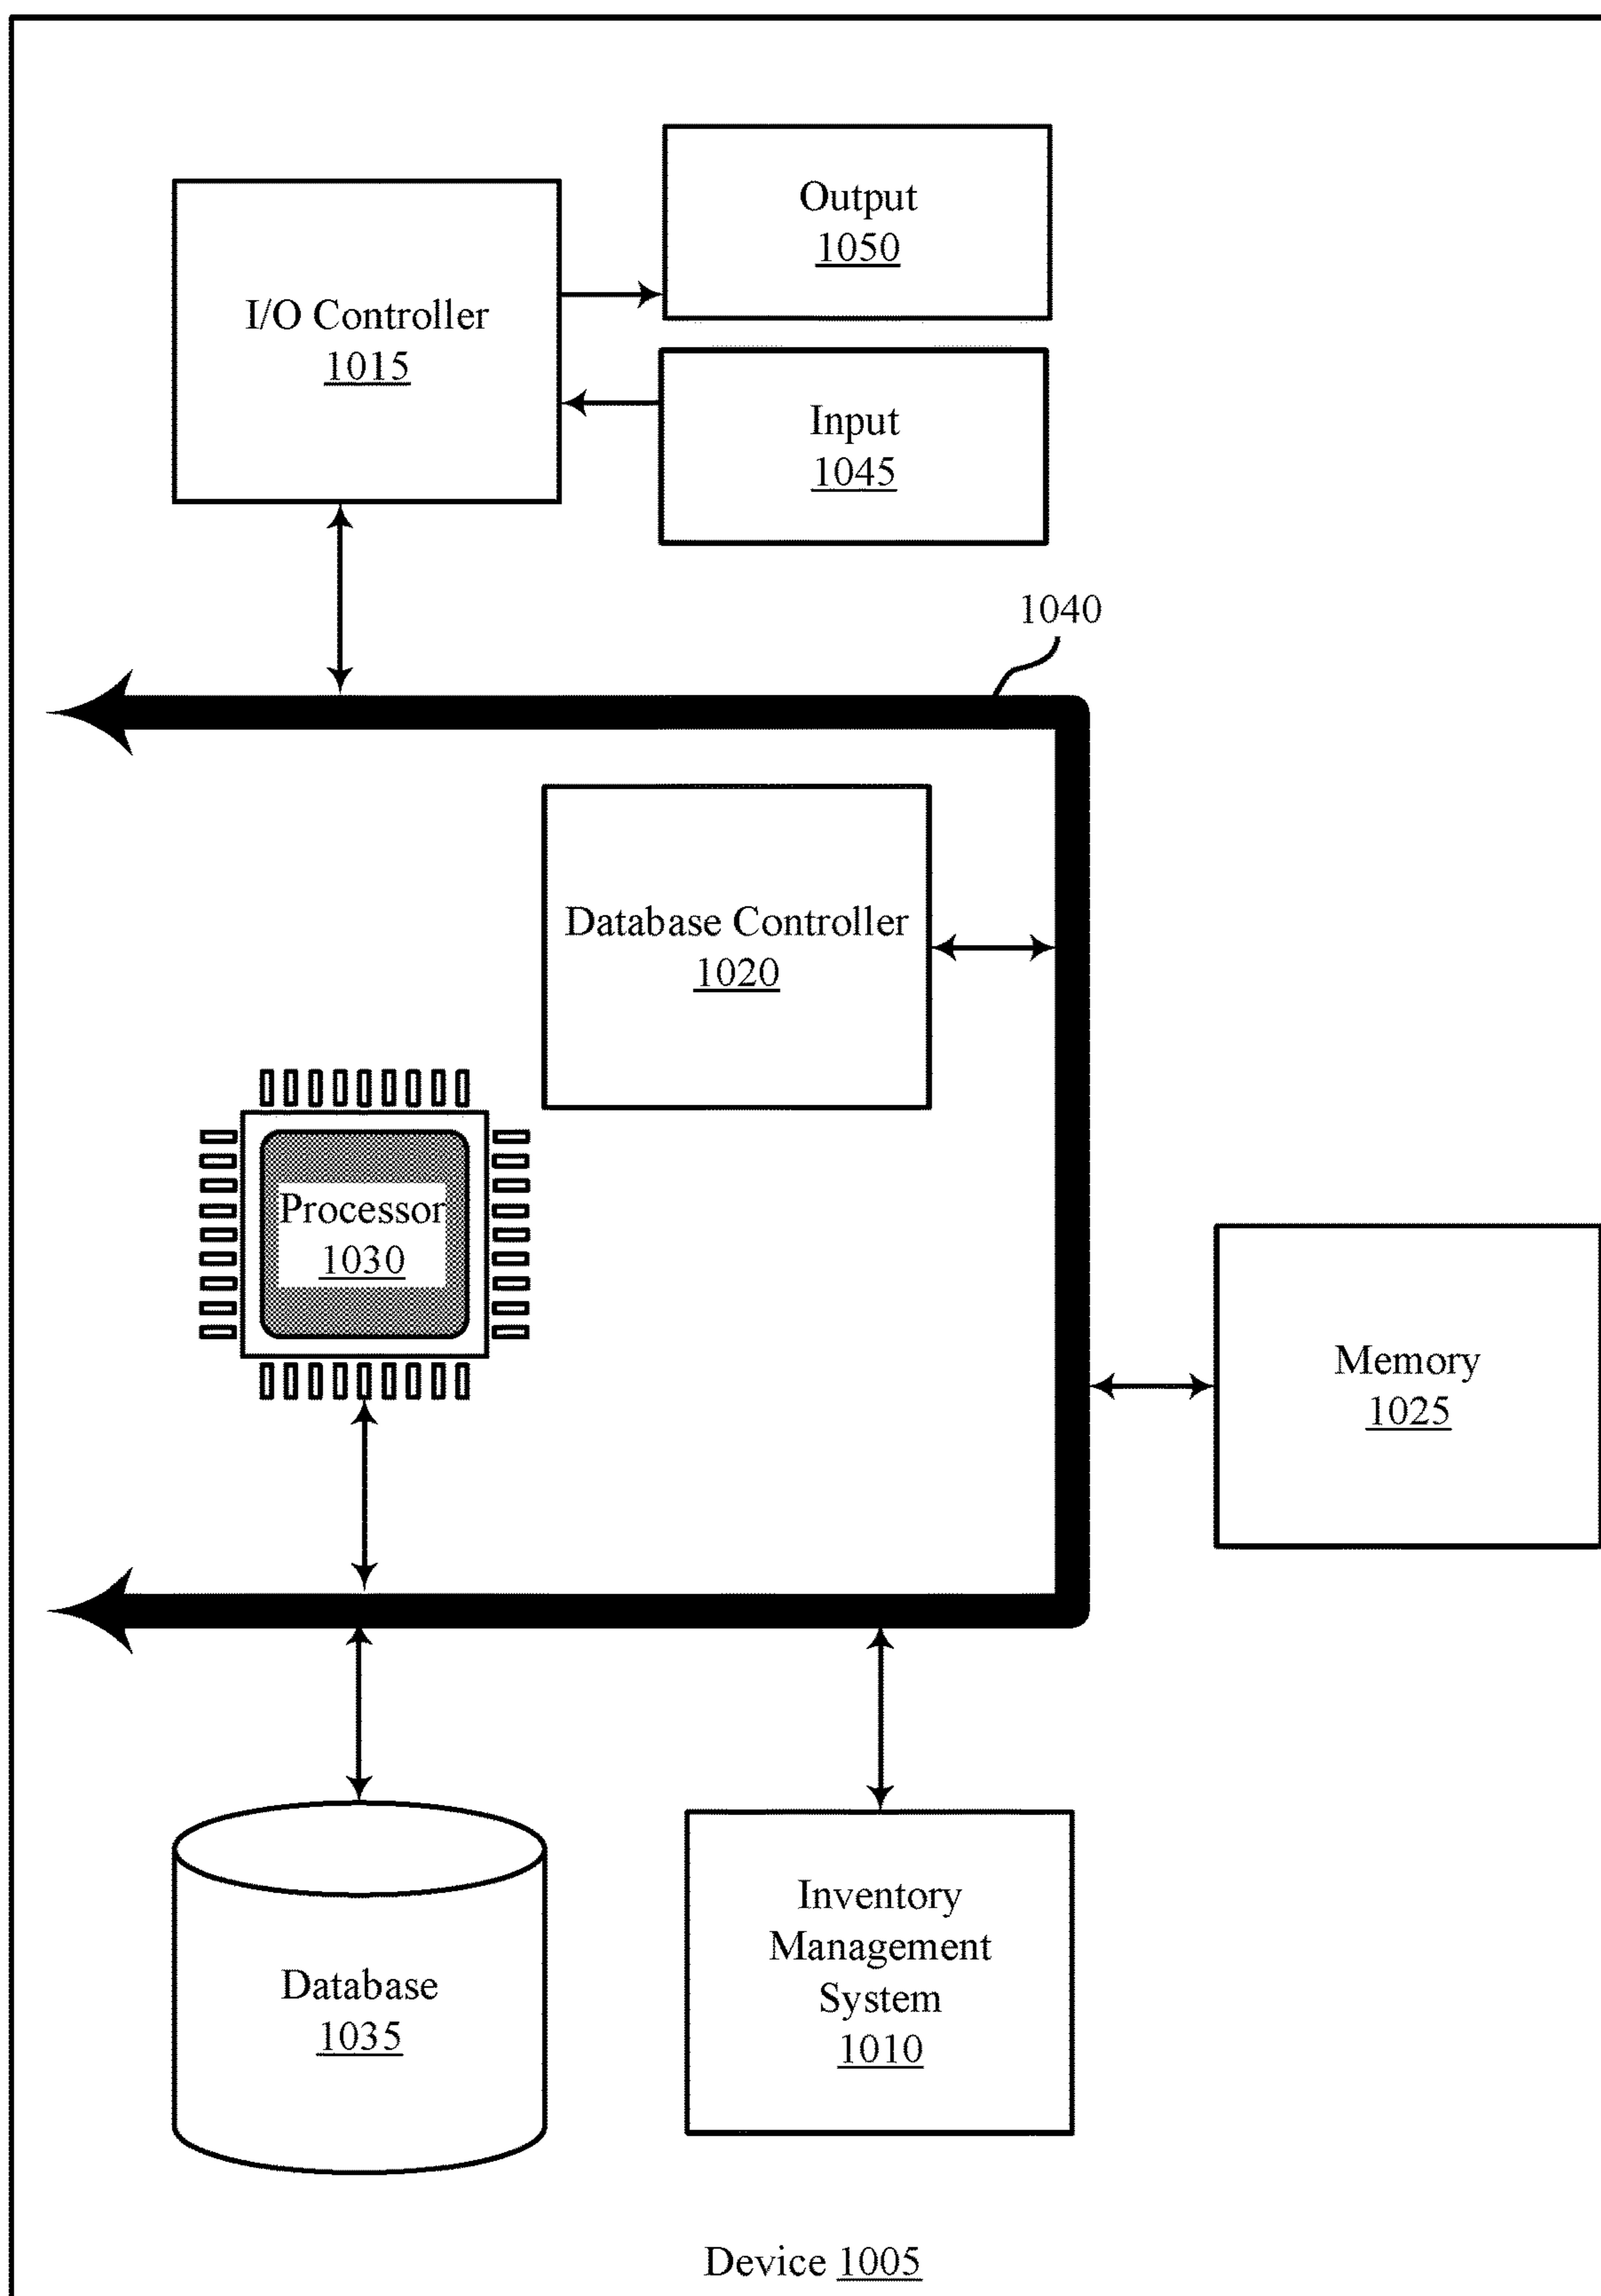 Output
1050
I/O Controller
1015
Input
1045
1040
Database Controller
1020
Processor
1030
Memory
1025
Database
1035
Inventory
Management
System
1010
Device 1005